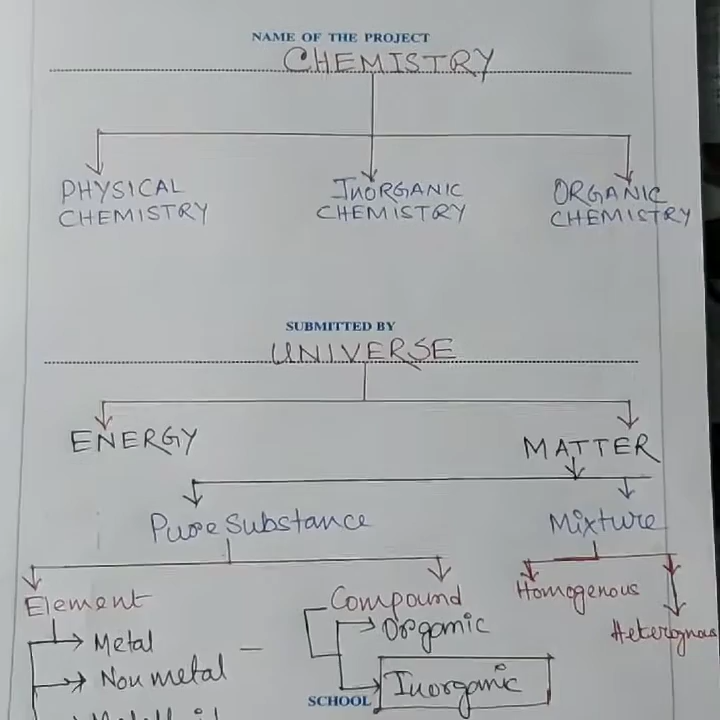 NAME OF THE PROJECT
CHEMISTRY
PHYSICAL CHEMISTRY
INORGANIC CHEMISTRY
ORGANIC CHEMISTRY
SUBMITTED BY
UNIVERSE
ENERGY
MATTER
Pure Substance
Mixture
Element
Compound
Homogenous
Heterognous
Metal
Organic
Non metal
Inorganic
SCHOOL